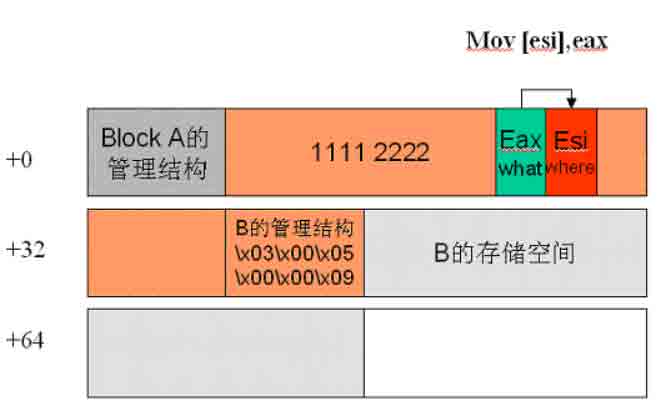 Mov [esi],eax
+0
Block A的
管理结构
1111 2222
Eax
what
Esi
where
+32
B的管理结构
\x03\x00\x05
\x00\x00\x09
B的存储空间
+64